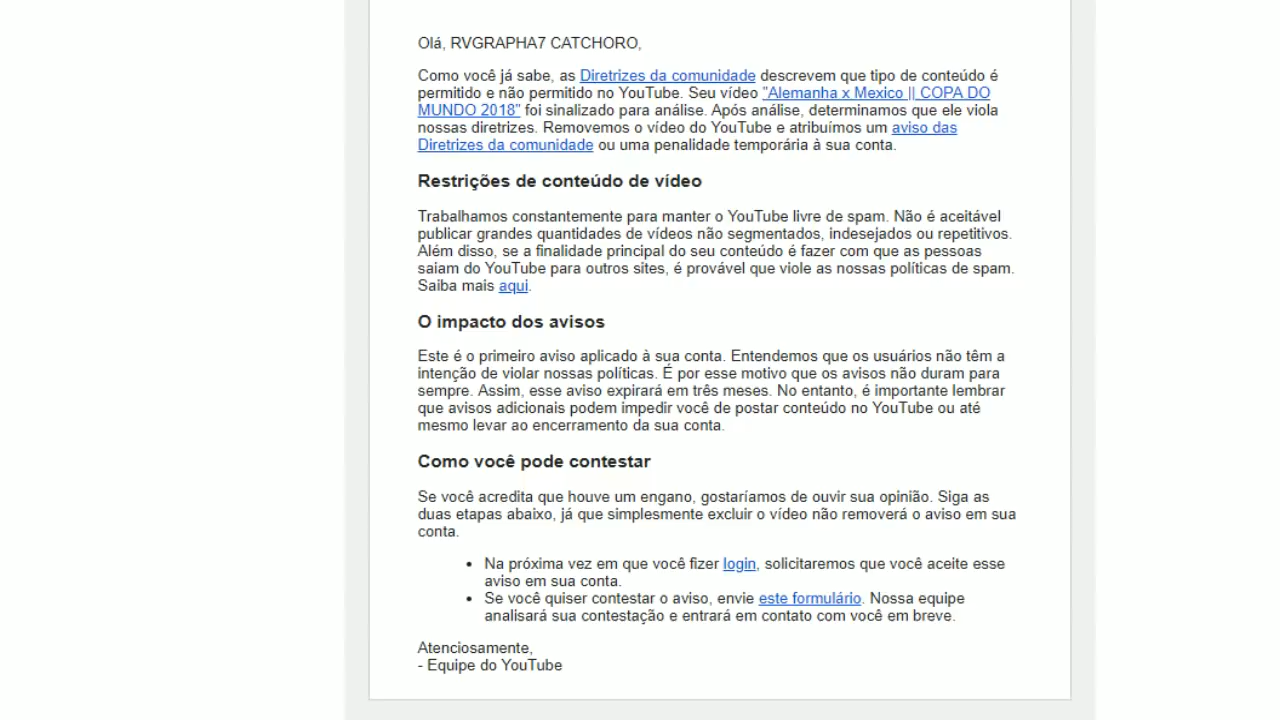 Olá, RVGRAPHA7 CATCHORO,
Como você já sabe, as Diretrizes da comunidade descrevem que tipo de conteúdo é
permitido e não permitido no YouTube. Seu vídeo "Alemanha x Mexico || COPA DO
MUNDO 2018" foi sinalizado para análise. Após análise, determinamos que ele viola
nossas diretrizes. Removemos o vídeo do YouTube e atribuímos um aviso das
Diretrizes da comunidade ou uma penalidade temporária à sua conta.
Restrições de conteúdo de vídeo
Trabalhamos constantemente para manter o YouTube livre de spam. Não é aceitável
publicar grandes quantidades de vídeos não segmentados, indesejados ou repetitivos.
Além disso, se a finalidade principal do seu conteúdo é fazer com que as pessoas
saiam do YouTube para outros sites, é provável que viole as nossas políticas de spam.
Saiba mais aqui.
O impacto dos avisos
Este é o primeiro aviso aplicado à sua conta. Entendemos que os usuários não têm a
intenção de violar nossas políticas. É por esse motivo que os avisos não duram para
sempre. Assim, esse aviso expirará em três meses. No entanto, é importante lembrar
que avisos adicionais podem impedir você de postar conteúdo no YouTube ou até
mesmo levar ao encerramento da sua conta.
Como você pode contestar
Se você acredita que houve um engano, gostaríamos de ouvir sua opinião. Siga as
duas etapas abaixo, já que simplesmente excluir o vídeo não removerá o aviso em sua
conta.
• Na próxima vez em que você fizer login, solicitaremos que você aceite esse
aviso em sua conta.
• Se você quiser contestar o aviso, envie este formulário. Nossa equipe
analisará sua contestação e entrará em contato com você em breve.
Atenciosamente,
- Equipe do YouTube